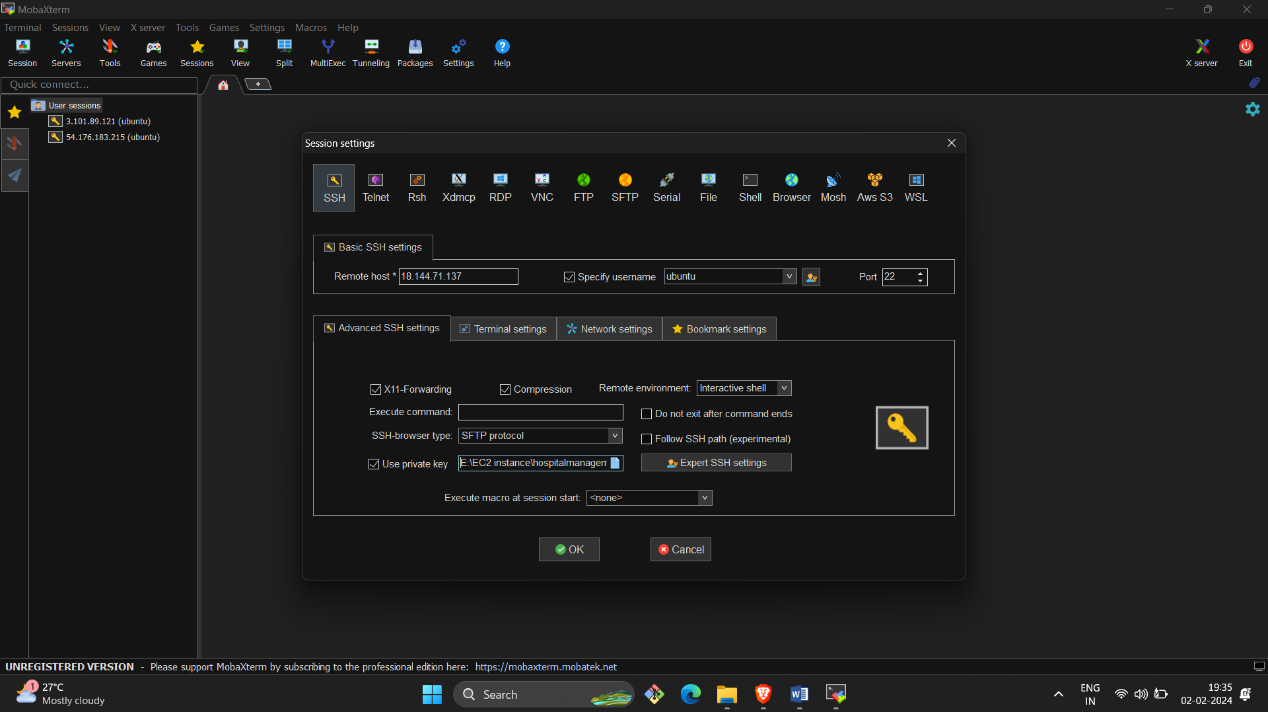 MobaXterm
Terminal Sessions View X server Tools Games Settings Macros Help
Session Servers Tools Games Sessions View Split MultiExec Tunneling Packages Settings Help X server Exit
Quick connect...
User sessions
3.101.89.121 (ubuntu)
54.176.183.215 (ubuntu)
Session settings
SSH Telnet Rsh Xdmcp RDP VNC FTP SFTP Serial File Shell Browser Mosh Aws S3 WSL
Basic SSH settings
Remote host * 18.144.71.137 Specify username ubuntu Port 22
Advanced SSH settings Terminal settings Network settings Bookmark settings
X11-Forwarding Compression Remote environment: Interactive shell
Execute command: Do not exit after command ends
SSH-browser type: SFTP protocol Follow SSH path (experimental)
Use private key E:\EC2 instance\hospitalmanagem Expert SSH settings
Execute macro at session start: <none>
OK Cancel
UNREGISTERED VERSION - Please support MobaXterm by subscribing to the professional edition here: https://mobaxterm.mobatek.net
1 27°C
Mostly cloudy
Search
ENG
IN
19:35
02-02-2024